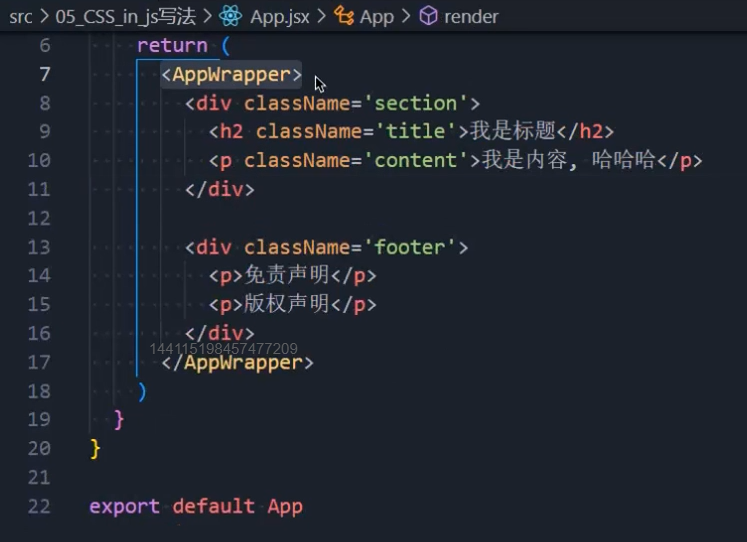 src > 05_CSS_in_js写法 > App.jsx > App > render
6 return (
7 <AppWrapper>
8 <div className='section'>
9 <h2 className='title'>我是标题</h2>
10 <p className='content'>我是内容, 哈哈哈</p>
11 </div>
12
13 <div className='footer'>
14 <p>免责声明</p>
15 <p>版权声明</p>
16 </div>
144115198457477209
17 </AppWrapper>
18 )
19 }
20 }
21
22 export default App